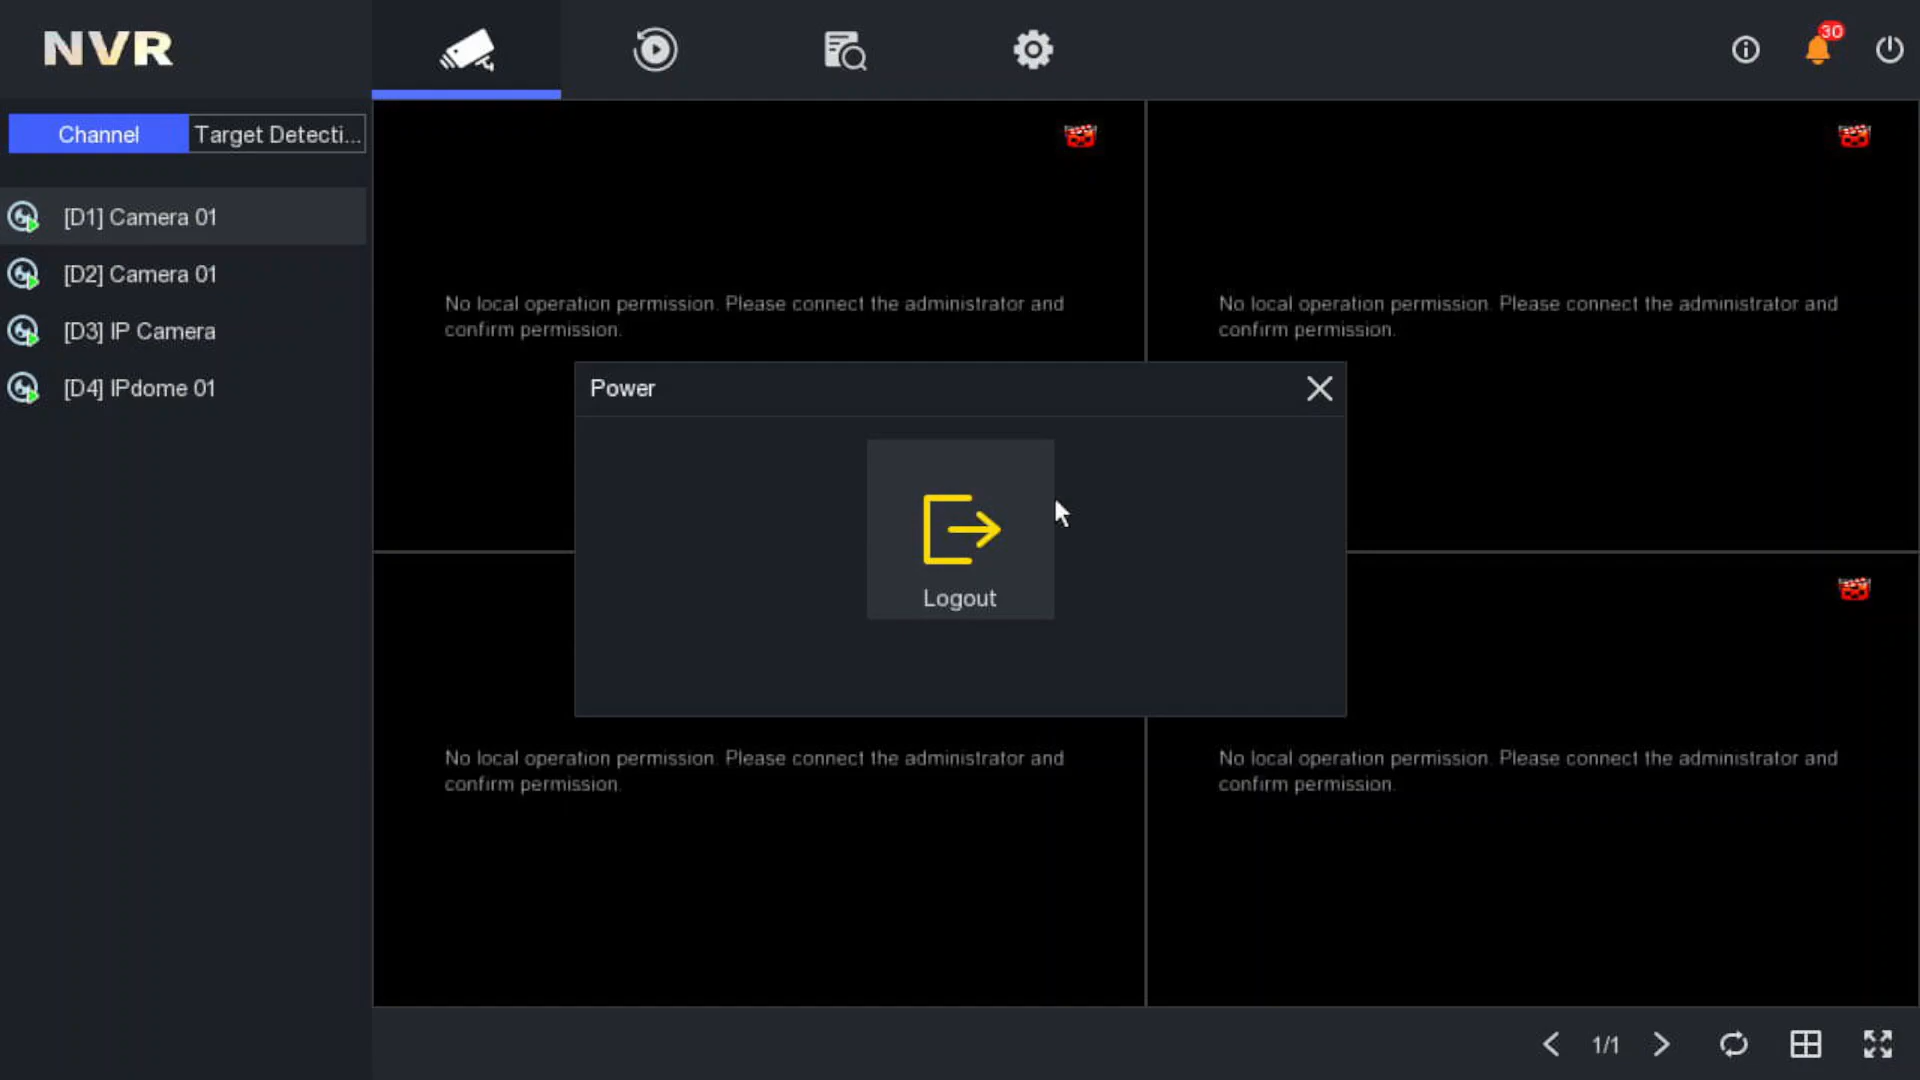 NVR
30
Channel
Target Detecti...
[D1] Camera 01
[D2] Camera 01
[D3] IP Camera
[D4] IPdome 01
No local operation permission. Please connect the administrator and
confirm permission.
No local operation permission. Please connect the administrator and
confirm permission.
Power
Logout
No local operation permission. Please connect the administrator and
confirm permission.
No local operation permission. Please connect the administrator and
confirm permission.
1/1